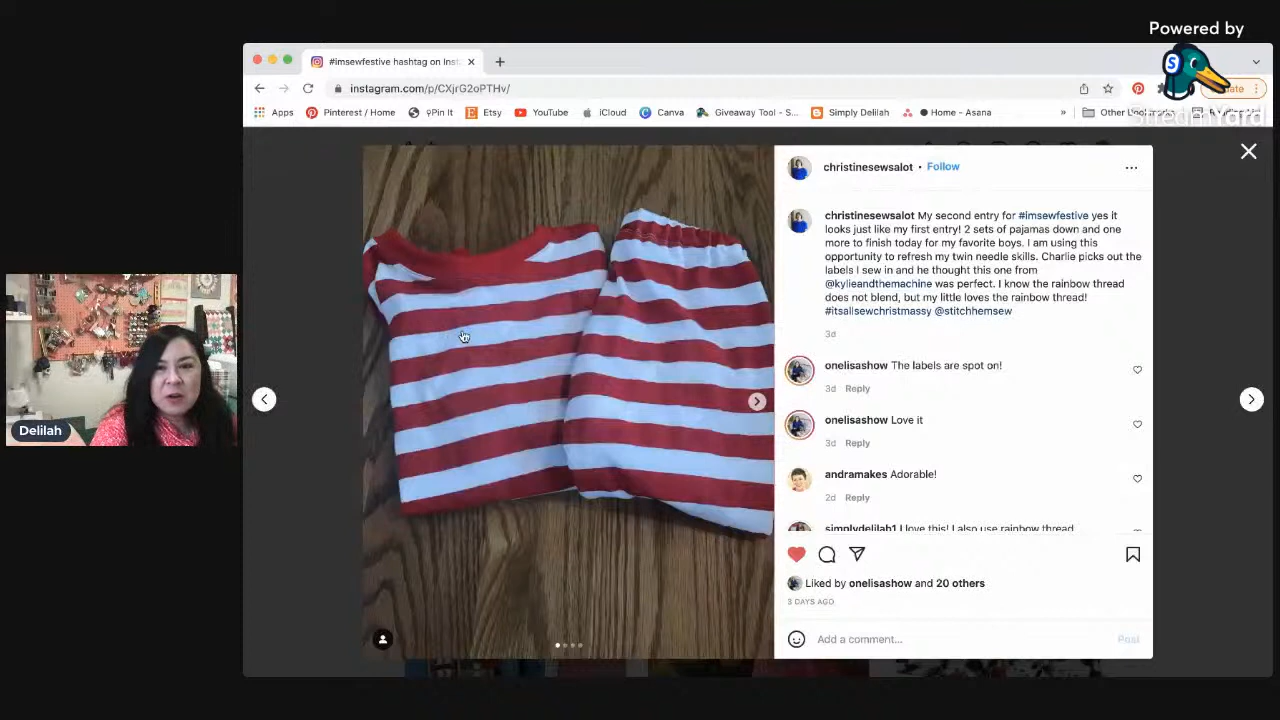 Powered by
StreamYard
#imsewfestive hashtag on Inst
instagram.com/p/CXjrG2oPTHv/
Apps
Pinterest / Home
Pin It
Etsy
YouTube
iCloud
Canva
Giveaway Tool - S...
Simply Delilah
Home - Asana
»
christinesewsalot • Follow
christinesewsalot My second entry for #imsewfestive yes it
looks just like my first entry! 2 sets of pajamas down and one
more to finish today for my favorite boys. I am using this
opportunity to refresh my twin needle skills. Charlie picks out the
labels I sew in and he thought this one from
@kylieandthemachine was perfect. I know the rainbow thread
does not blend, but my little loves the rainbow thread!
#itsallsewchristmassy @stitchhemsew
3d
onelisashow The labels are spot on!
3d Reply
onelisashow Love it
3d Reply
andramakes Adorable!
2d Reply
simplydelilah1 I love this! I also use rainbow thread
Liked by onelisashow and 20 others
3 DAYS AGO
Add a comment...
Post
Delilah